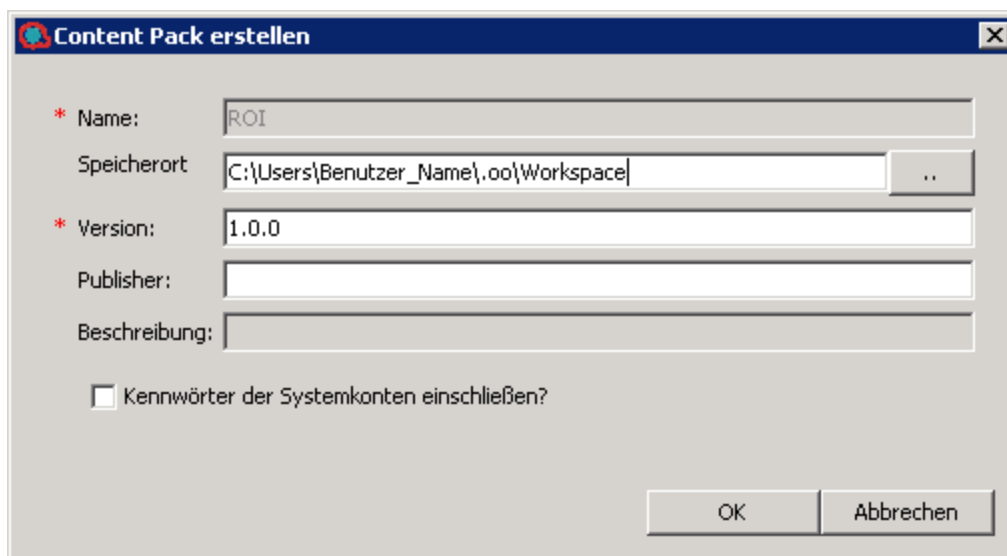 Content Pack erstellen
* Name: ROI
Speicherort C:\Users\Benutzer_Name\.oo\Workspace ..
* Version: 1.0.0
Publisher:
Beschreibung:
Kennwörter der Systemkonten einschließen?
OK Abbrechen